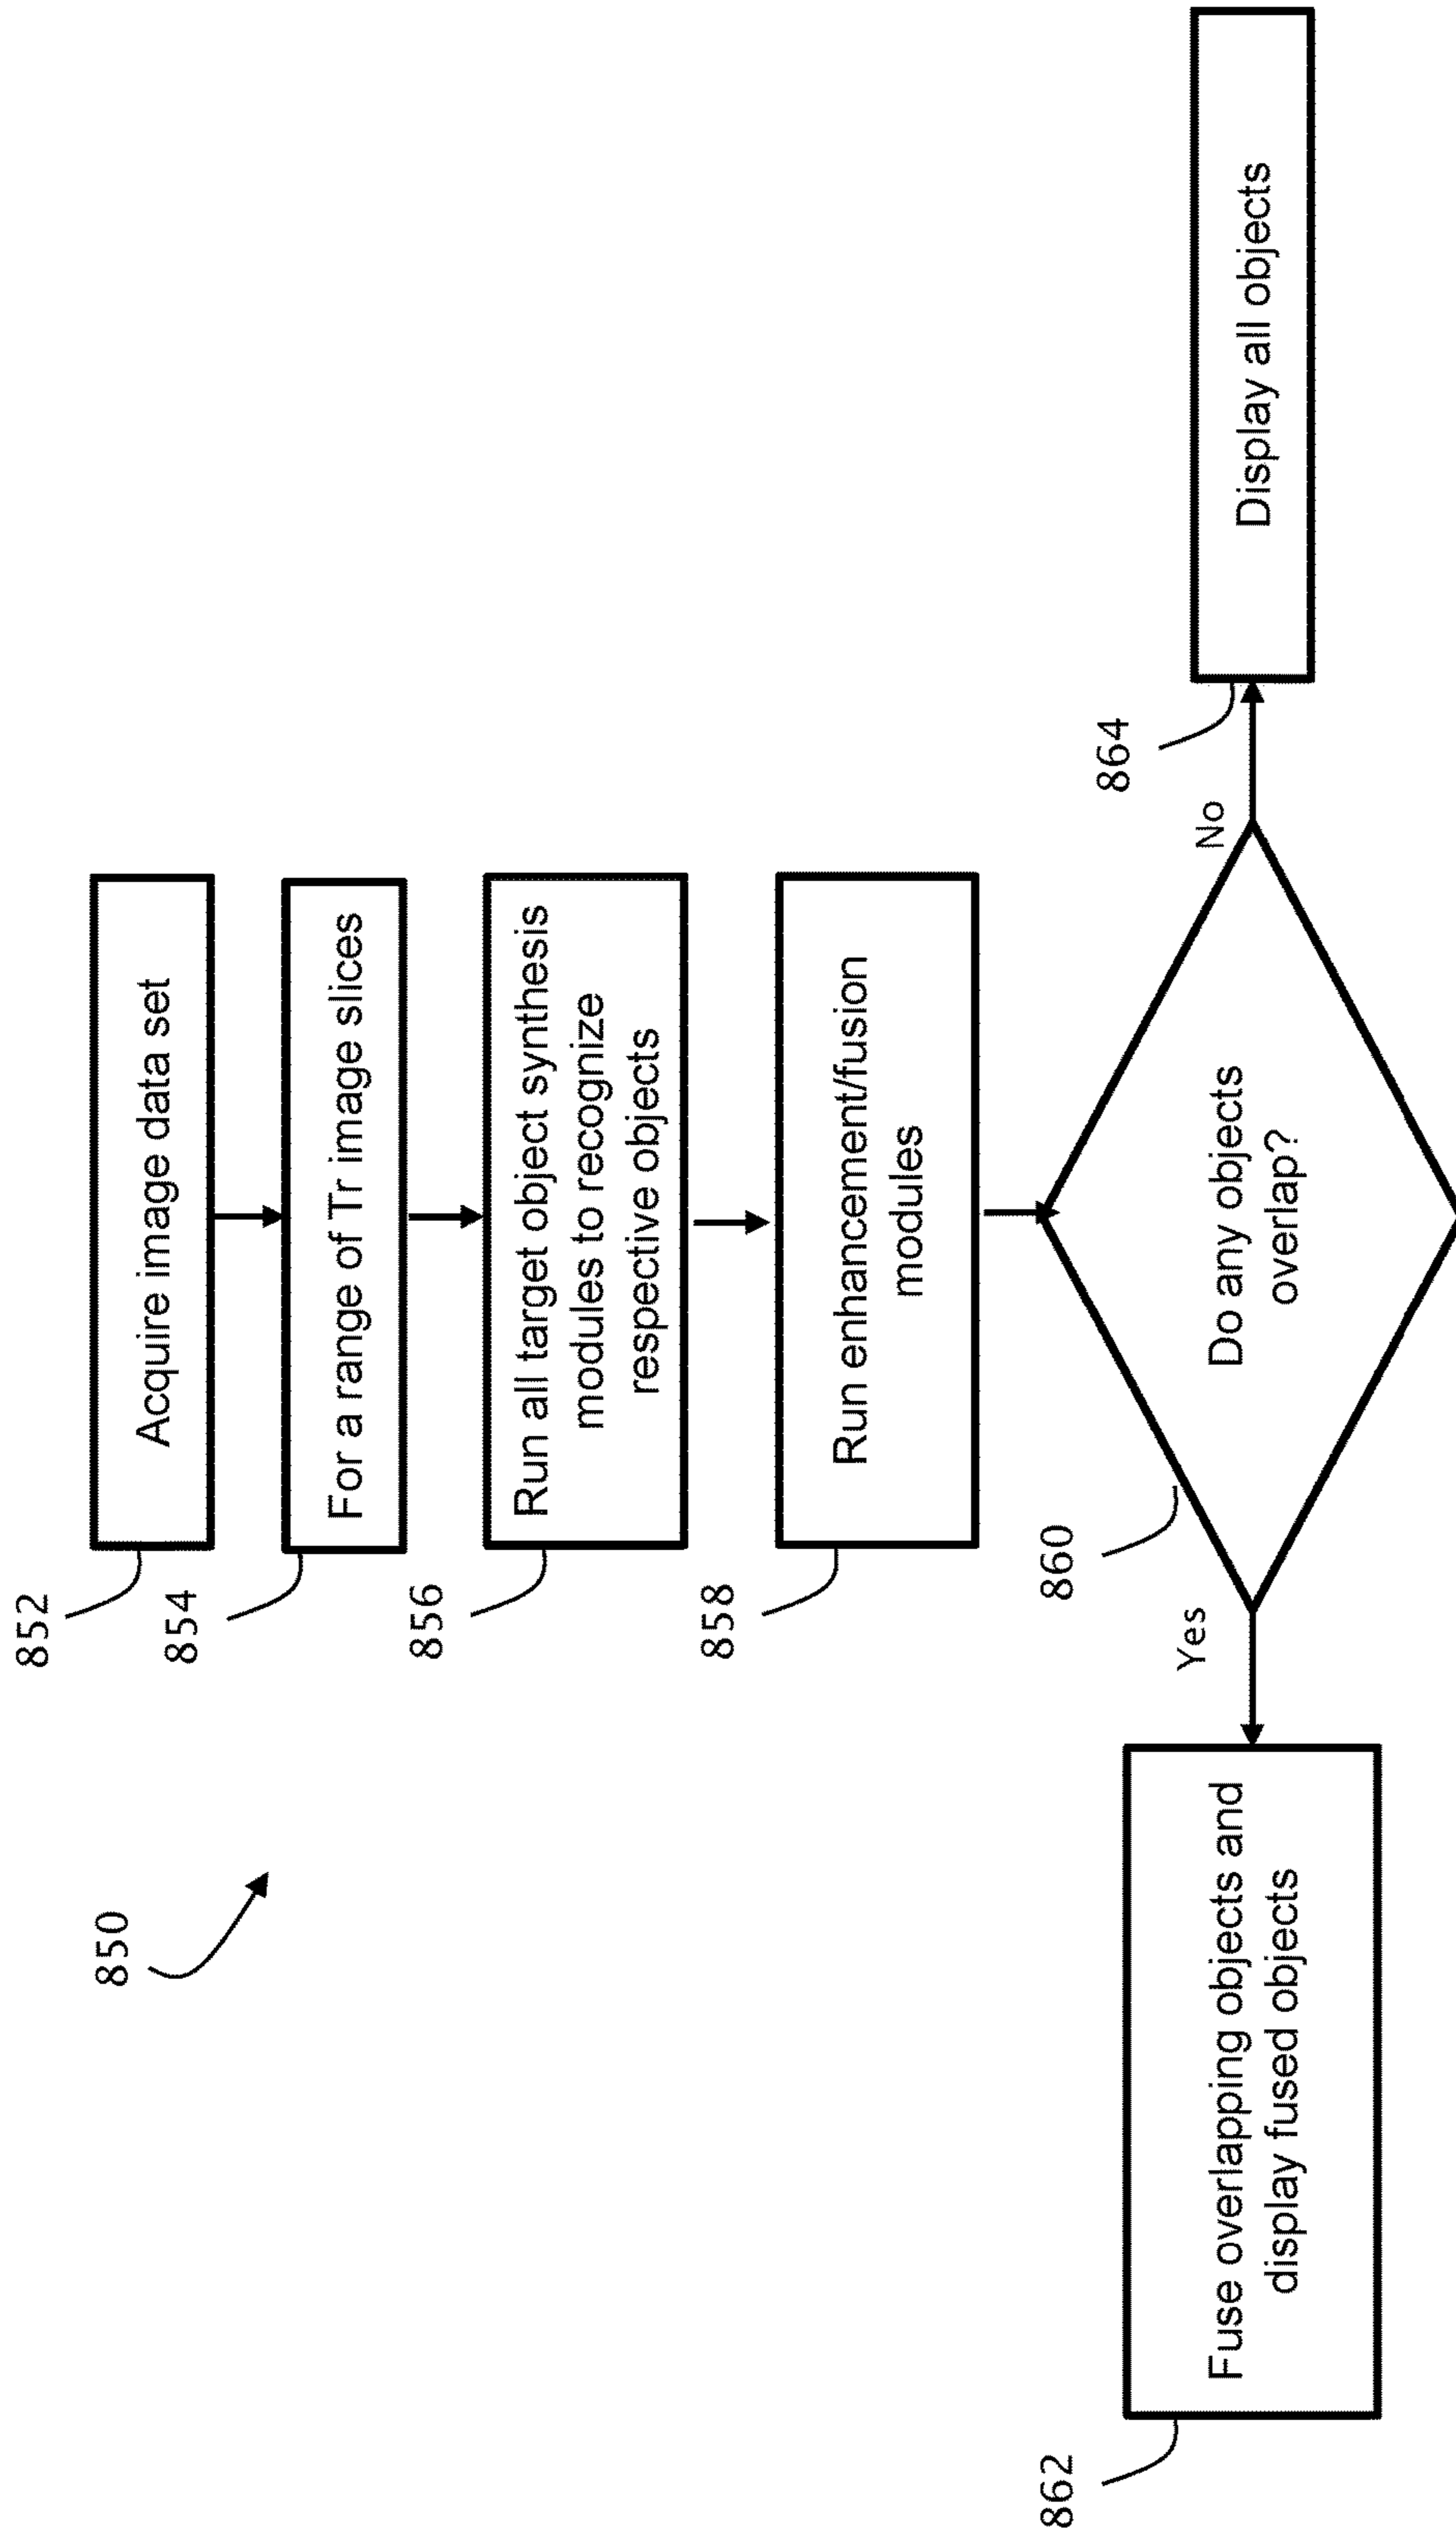 850
852
Acquire image data set
854
For a range of Tr image slices
856
Run all target object synthesis
modules to recognize
respective objects
858
Run enhancement/fusion
modules
860
Do any objects
overlap?
Yes
No
862
Fuse overlapping objects and
display fused objects
864
Display all objects